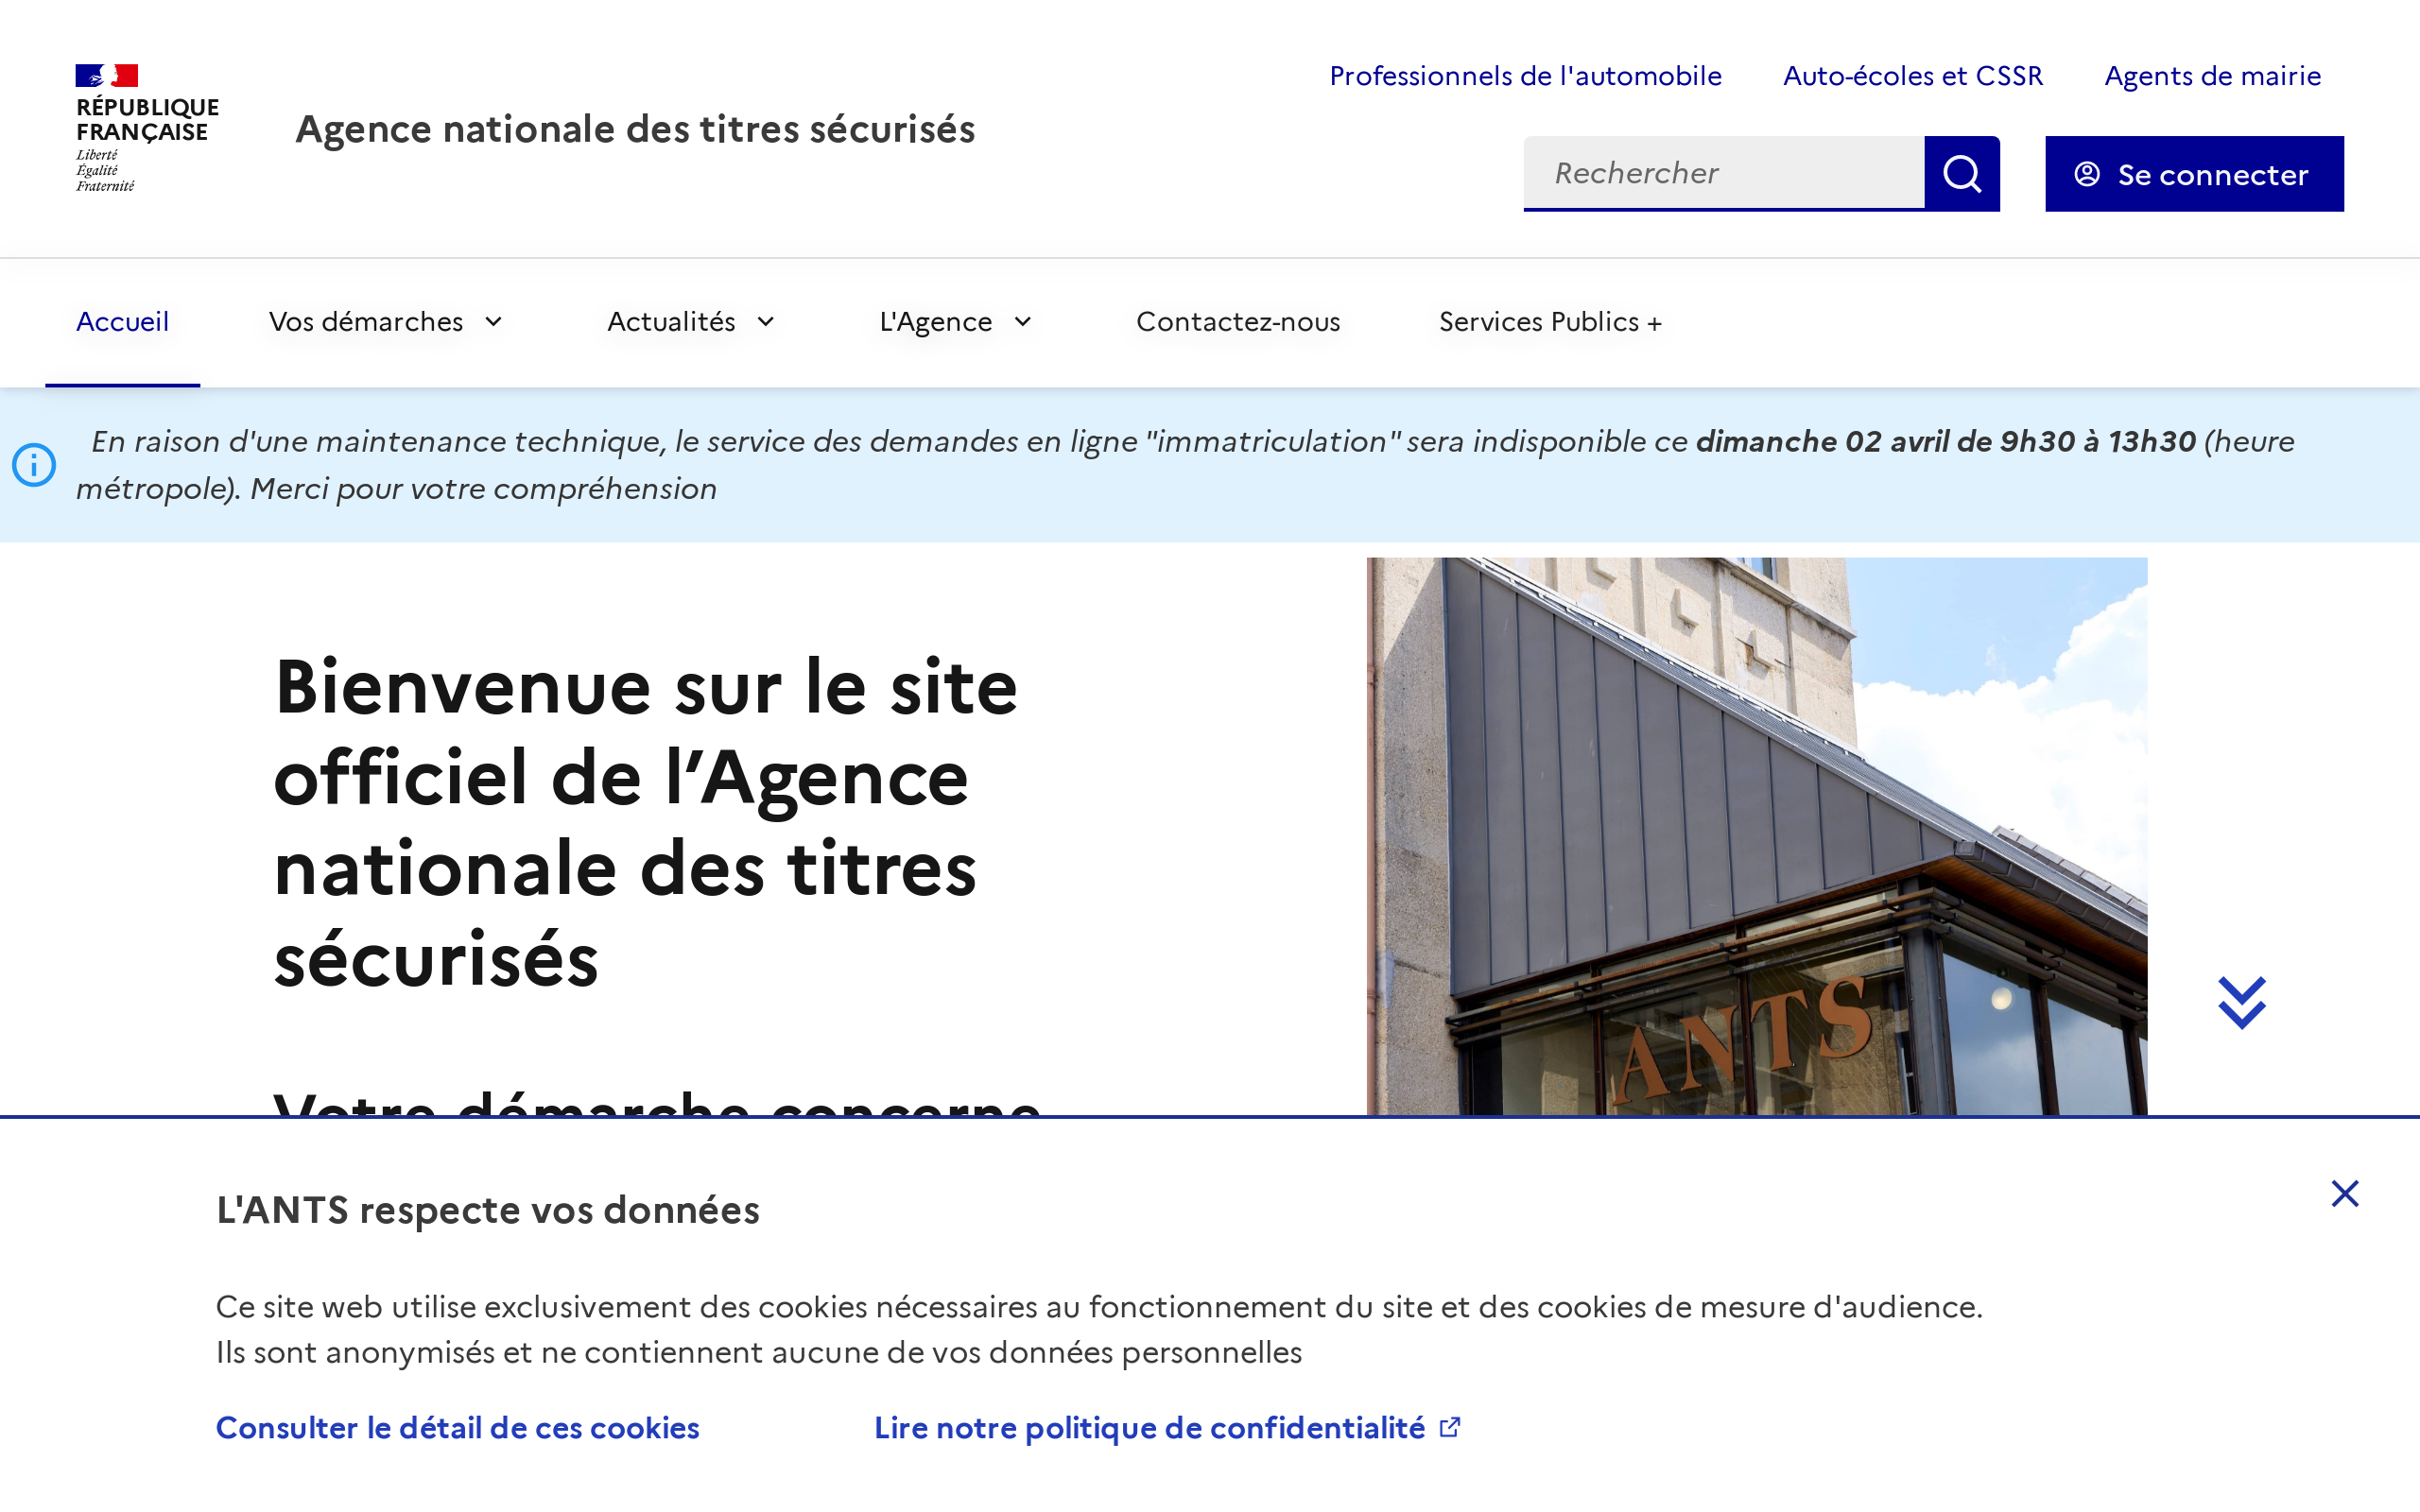 RÉPUBLIQUE
FRANÇAISE
Liberté
Égalité
Fraternité
Agence nationale des titres sécurisés
Professionnels de l'automobile
Auto-écoles et CSSR
Agents de mairie
Rechercher
Se connecter
Accueil
Vos démarches
Actualités
L'Agence
Contactez-nous
Services Publics +
En raison d'une maintenance technique, le service des demandes en ligne "immatriculation" sera indisponible ce dimanche 02 avril de 9h30 à 13h30 (heure
métropole). Merci pour votre compréhension
Bienvenue sur le site
officiel de l’Agence
nationale des titres
sécurisés
ANTS
Votre démarche concerne
L'ANTS respecte vos données
Ce site web utilise exclusivement des cookies nécessaires au fonctionnement du site et des cookies de mesure d'audience.
Ils sont anonymisés et ne contiennent aucune de vos données personnelles
Consulter le détail de ces cookies
Lire notre politique de confidentialité